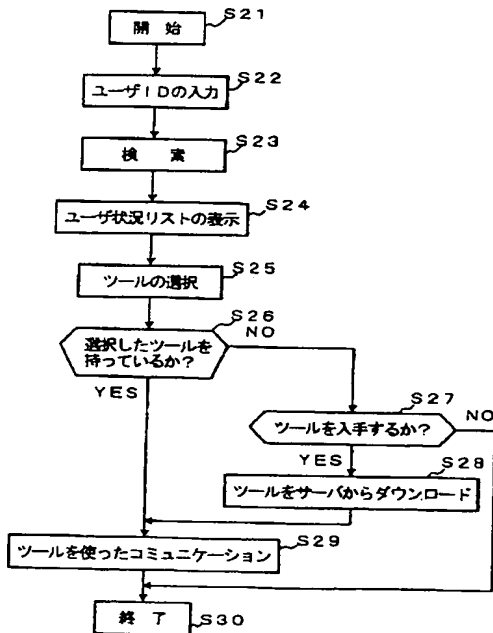 S21
開 始
S22
ユーザIDの入力
S23
検 索
S24
ユーザ状況リストの表示
S25
ツールの選択
S26
選択したツールを
持っているか?
NO
YES
S27
ツールを入手するか?
NO
YES
S28
ツールをサーバからダウンロード
S29
ツールを使ったコミュニケーション
終 了
S30